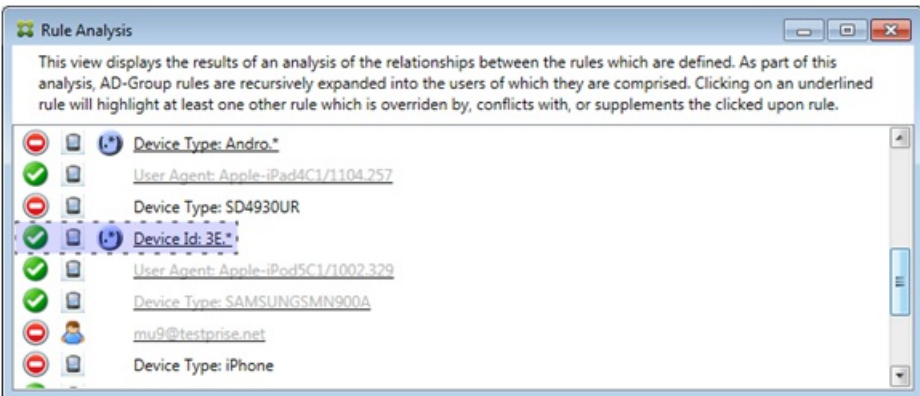 Rule Analysis
This view displays the results of an analysis of the relationships between the rules which are defined. As part of this
analysis, AD-Group rules are recursively expanded into the users of which they are comprised. Clicking on an underlined
rule will highlight at least one other rule which is overriden by, conflicts with, or supplements the clicked upon rule.
(.*) Device Type: Andro.*
User Agent: Apple-iPad4C1/1104.257
Device Type: SD4930UR
(.*) Device Id: 3E.*
User Agent: Apple-iPod5C1/1002.329
Device Type: SAMSUNGSMN900A
mu9@testprise.net
Device Type: iPhone